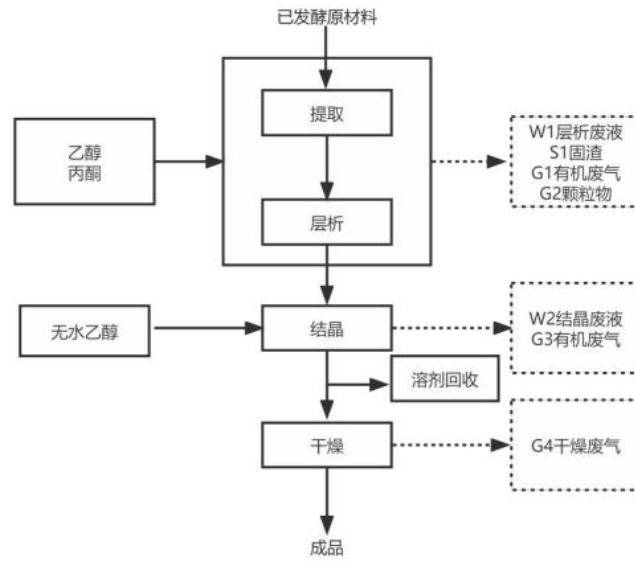 已发酵原材料
提取
乙醇
丙酮
W1层析废液
S1固渣
G1有机废气
G2颗粒物
层析
无水乙醇
结晶
W2结晶废液
G3有机废气
溶剂回收
干燥
G4干燥废气
成品